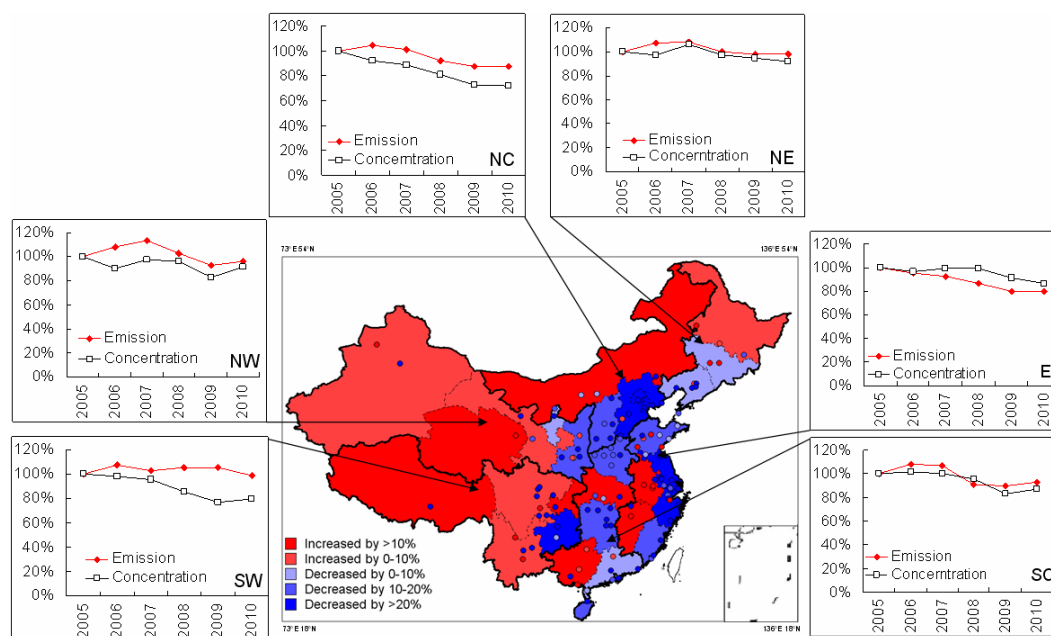 120%
100%
80%
60%
40%
20%
0%
Emission
Concerntration
NC
2005
2006
2007
2008
2009
2010
120%
100%
80%
60%
40%
20%
0%
Emission
Concerntration
NE
2005
2006
2007
2008
2009
2010
120%
100%
80%
60%
40%
20%
0%
Emission
Concentration
NW
2005
2006
2007
2008
2009
2010
120%
100%
80%
60%
40%
20%
0%
Emission
Concentration
E
2005
2006
2007
2008
2009
2010
120%
100%
80%
60%
40%
20%
0%
Emission
Concentration
SW
2005
2006
2007
2008
2009
2010
120%
100%
80%
60%
40%
20%
0%
Emission
Concerntration
SC
2005
2006
2007
2008
2009
2010
73° E 54° N
136° E 54° N
Increased by >10%
Increased by 0-10%
Decreased by 0-10%
Decreased by 10-20%
Decreased by >20%
73° E 18° N
136° E 18° N